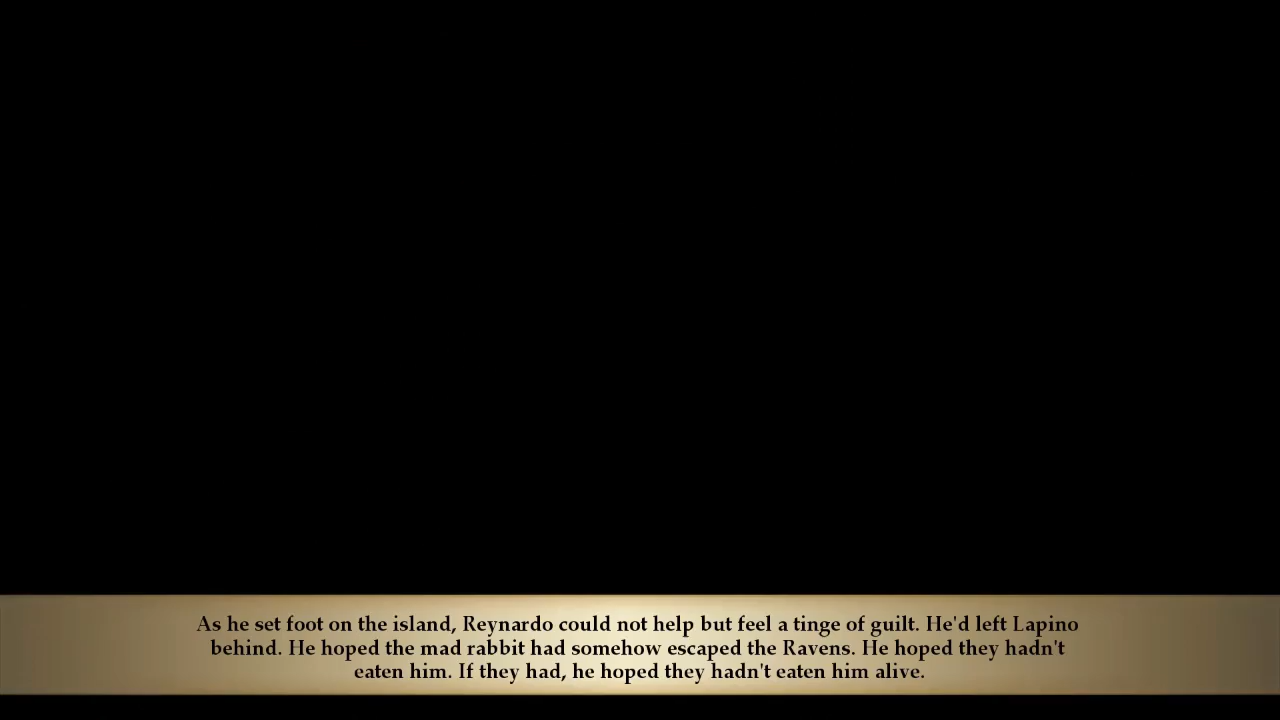 As he set foot on the island, Reynardo could not help but feel a tinge of guilt. He'd left Lapino
behind. He hoped the mad rabbit had somehow escaped the Ravens. He hoped they hadn't
eaten him. If they had, he hoped they hadn't eaten him alive.